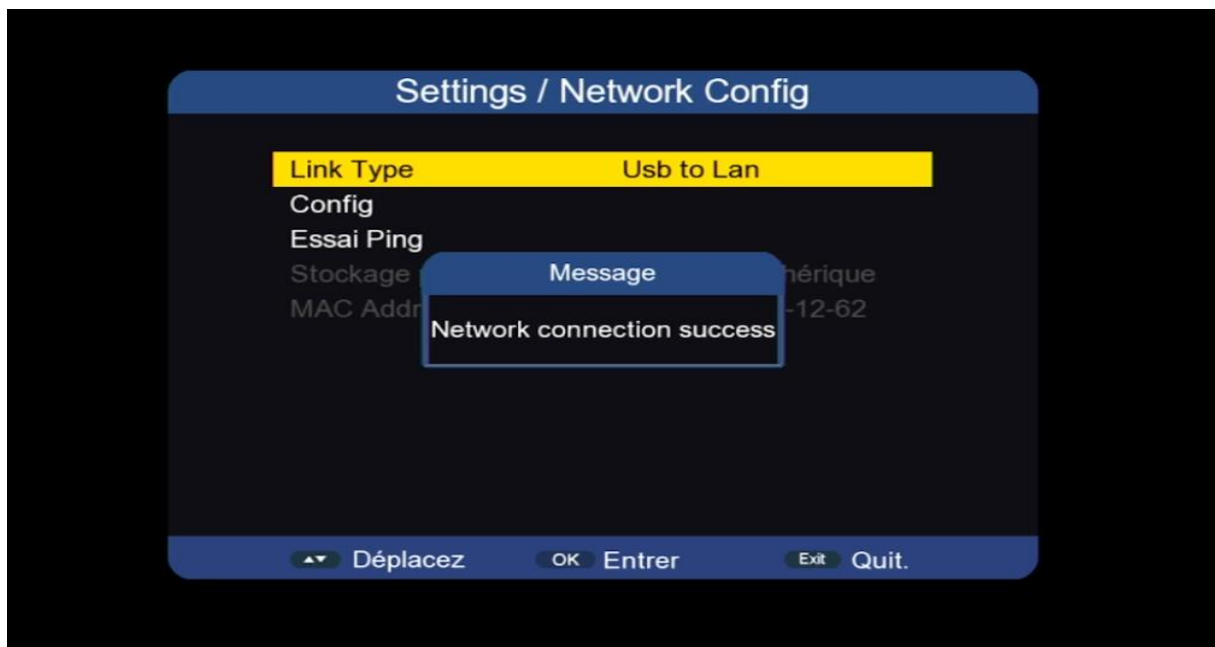 Settings / Network Config
Link Type Usb to Lan
Config
Essai Ping
Stockage hérique
MAC Addr -12-62
Message
Network connection success
Déplacez OK Entrer Exit Quit.